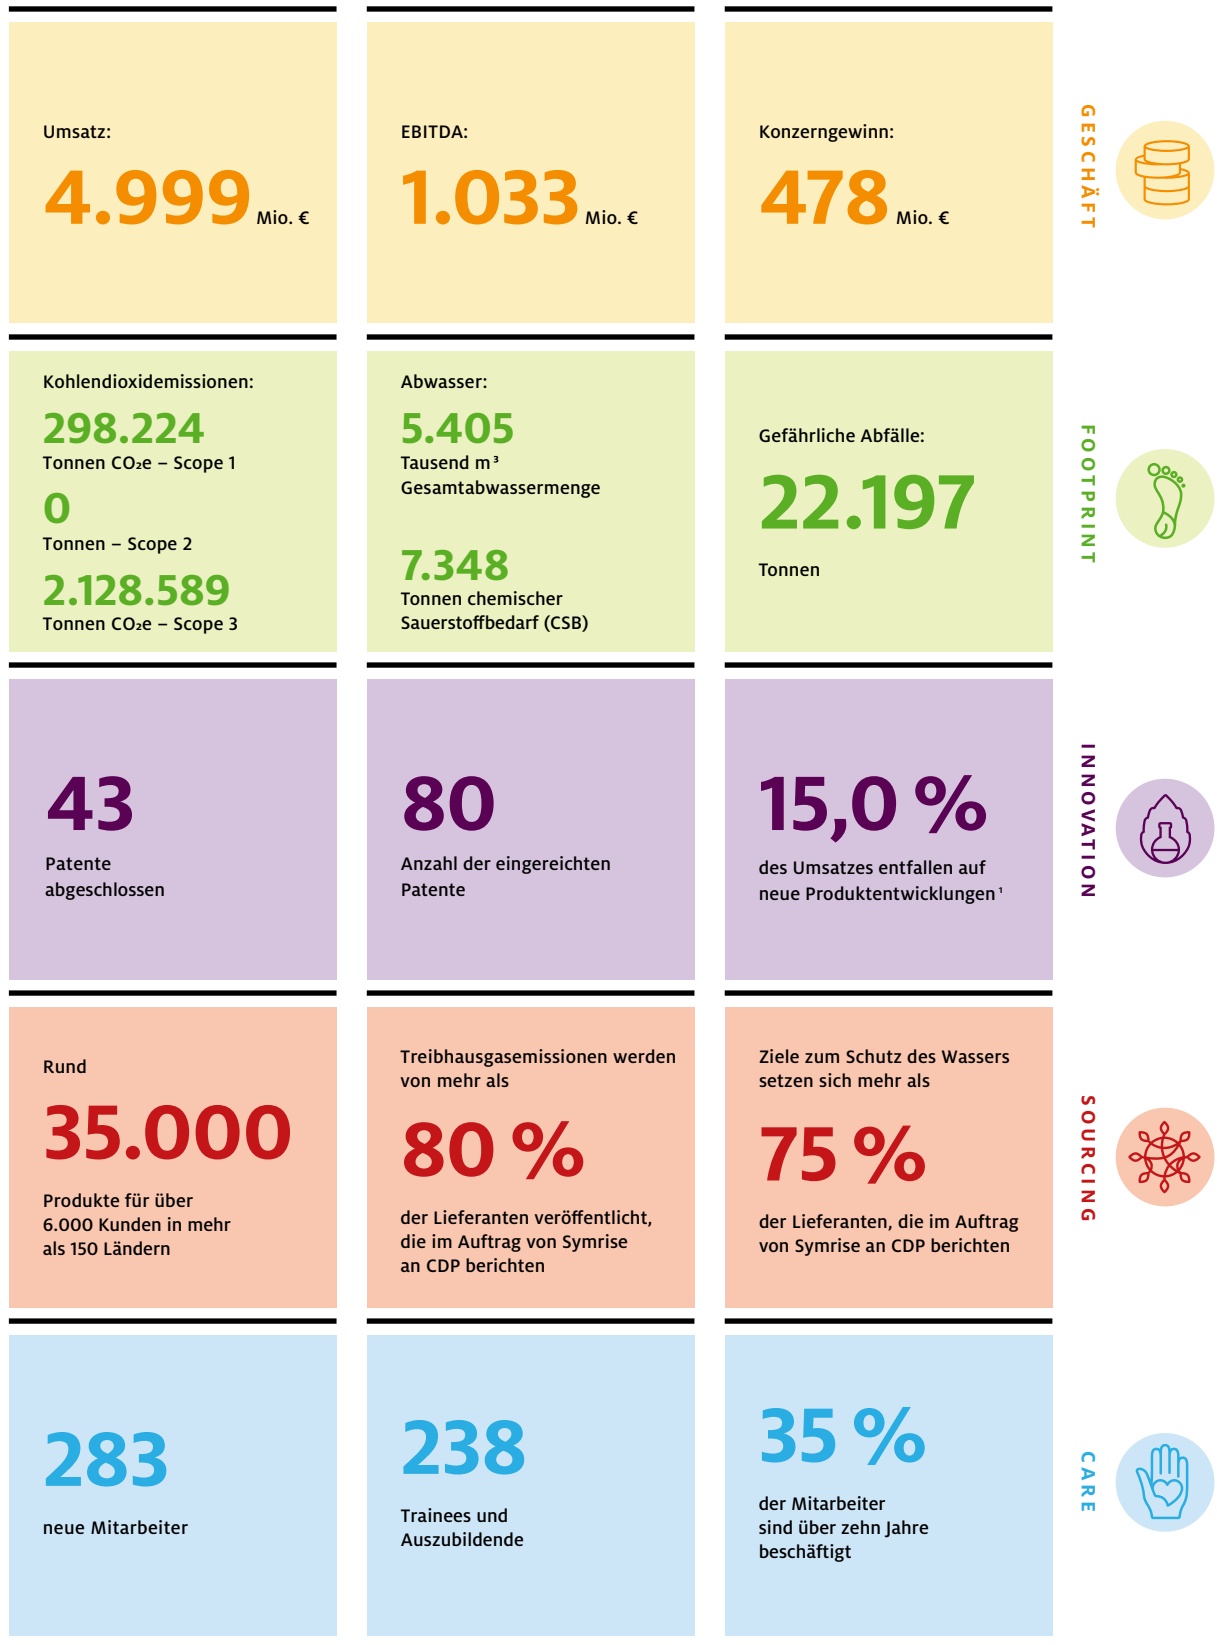 Umsatz:
4.999 Mio. €
EBITDA:
1.033 Mio. €
Konzerngewinn:
478 Mio. €
GESCHÄFT
Kohlendioxidemissionen:
298.224
Tonnen CO₂e – Scope 1
0
Tonnen – Scope 2
2.128.589
Tonnen CO₂e – Scope 3
Abwasser:
5.405
Tausend m³
Gesamtabwassermenge
7.348
Tonnen chemischer
Sauerstoffbedarf (CSB)
Gefährliche Abfälle:
22.197
Tonnen
FOOTPRINT
43
Patente
abgeschlossen
80
Anzahl der eingereichten
Patente
15,0 %
des Umsatzes entfallen auf
neue Produktentwicklungen¹
INNOVATION
Rund
35.000
Produkte für über
6.000 Kunden in mehr
als 150 Ländern
Treibhausgasemissionen werden
von mehr als
80 %
der Lieferanten veröffentlicht,
die im Auftrag von Symrise
an CDP berichten
Ziele zum Schutz des Wassers
setzen sich mehr als
75 %
der Lieferanten, die im Auftrag
von Symrise an CDP berichten
SOURCING
283
neue Mitarbeiter
238
Trainees und
Auszubildende
35 %
der Mitarbeiter
sind über zehn Jahre
beschäftigt
CARE